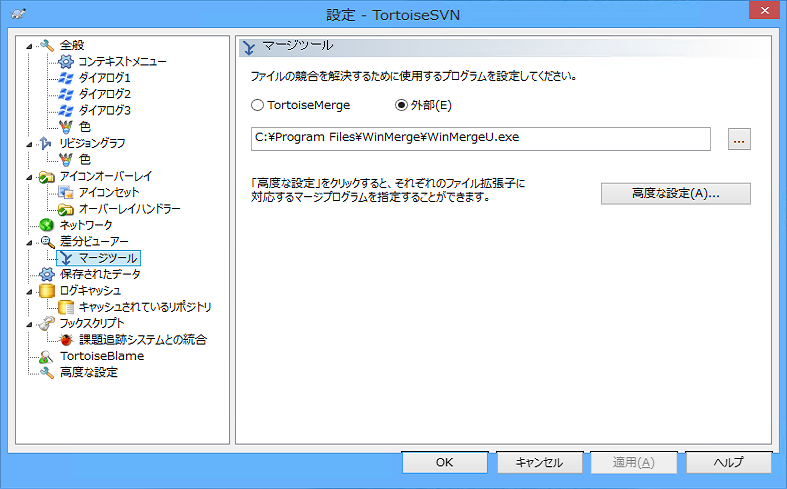 設定 - TortoiseSVN
全般
コンテキストメニュー
ダイアログ1
ダイアログ2
ダイアログ3
色
リビジョングラフ
色
アイコンオーバーレイ
アイコンセット
オーバーレイハンドラー
ネットワーク
差分ビューアー
マージツール
保存されたデータ
ログキャッシュ
キャッシュされているリポジトリ
フックスクリプト
課題追跡システムとの統合
TortoiseBlame
高度な設定
マージツール
ファイルの競合を解決するために使用するプログラムを設定してください。
TortoiseMerge 外部(E)
C:¥Program Files¥WinMerge¥WinMergeU.exe ...
「高度な設定」をクリックすると、それぞれのファイル拡張子に
対応するマージプログラムを指定することができます。
高度な設定(A)...
OK キャンセル 適用(A) ヘルプ